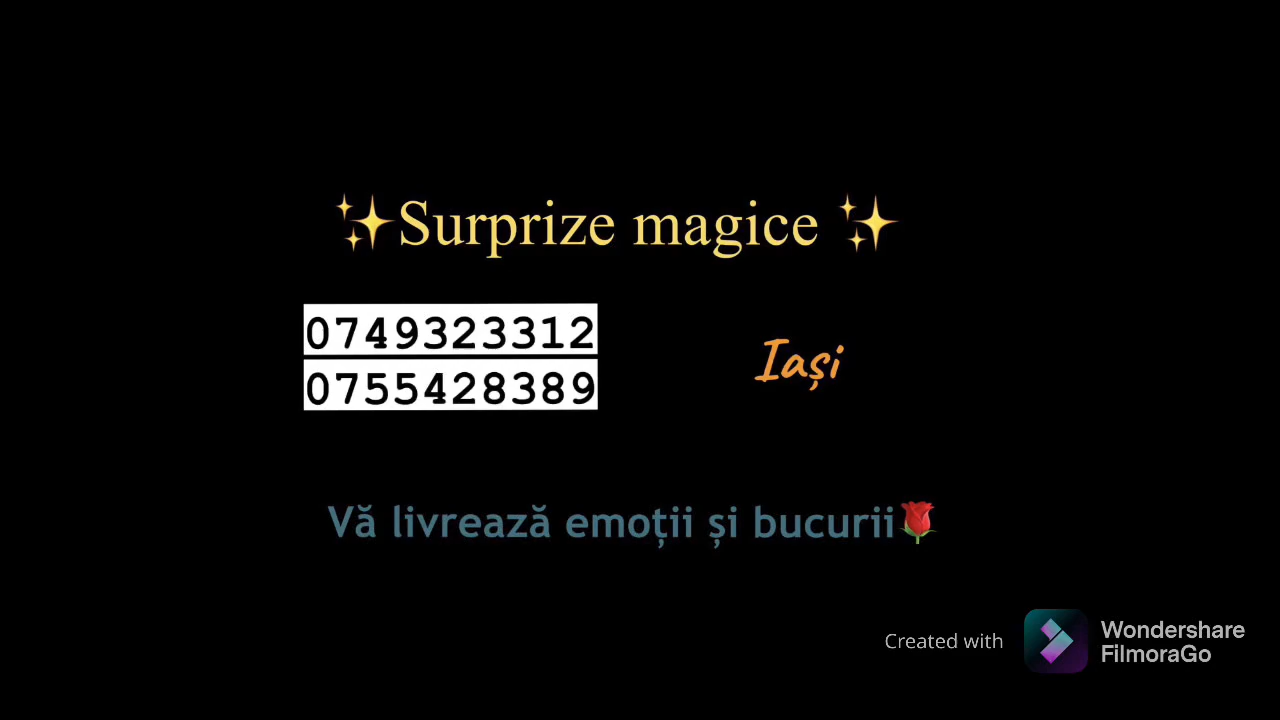 ✨Surprize magice ✨
0749323312
0755428389
Iași
Vă livrează emoții și bucurii🌹
Created with
Wondershare
FilmoraGo